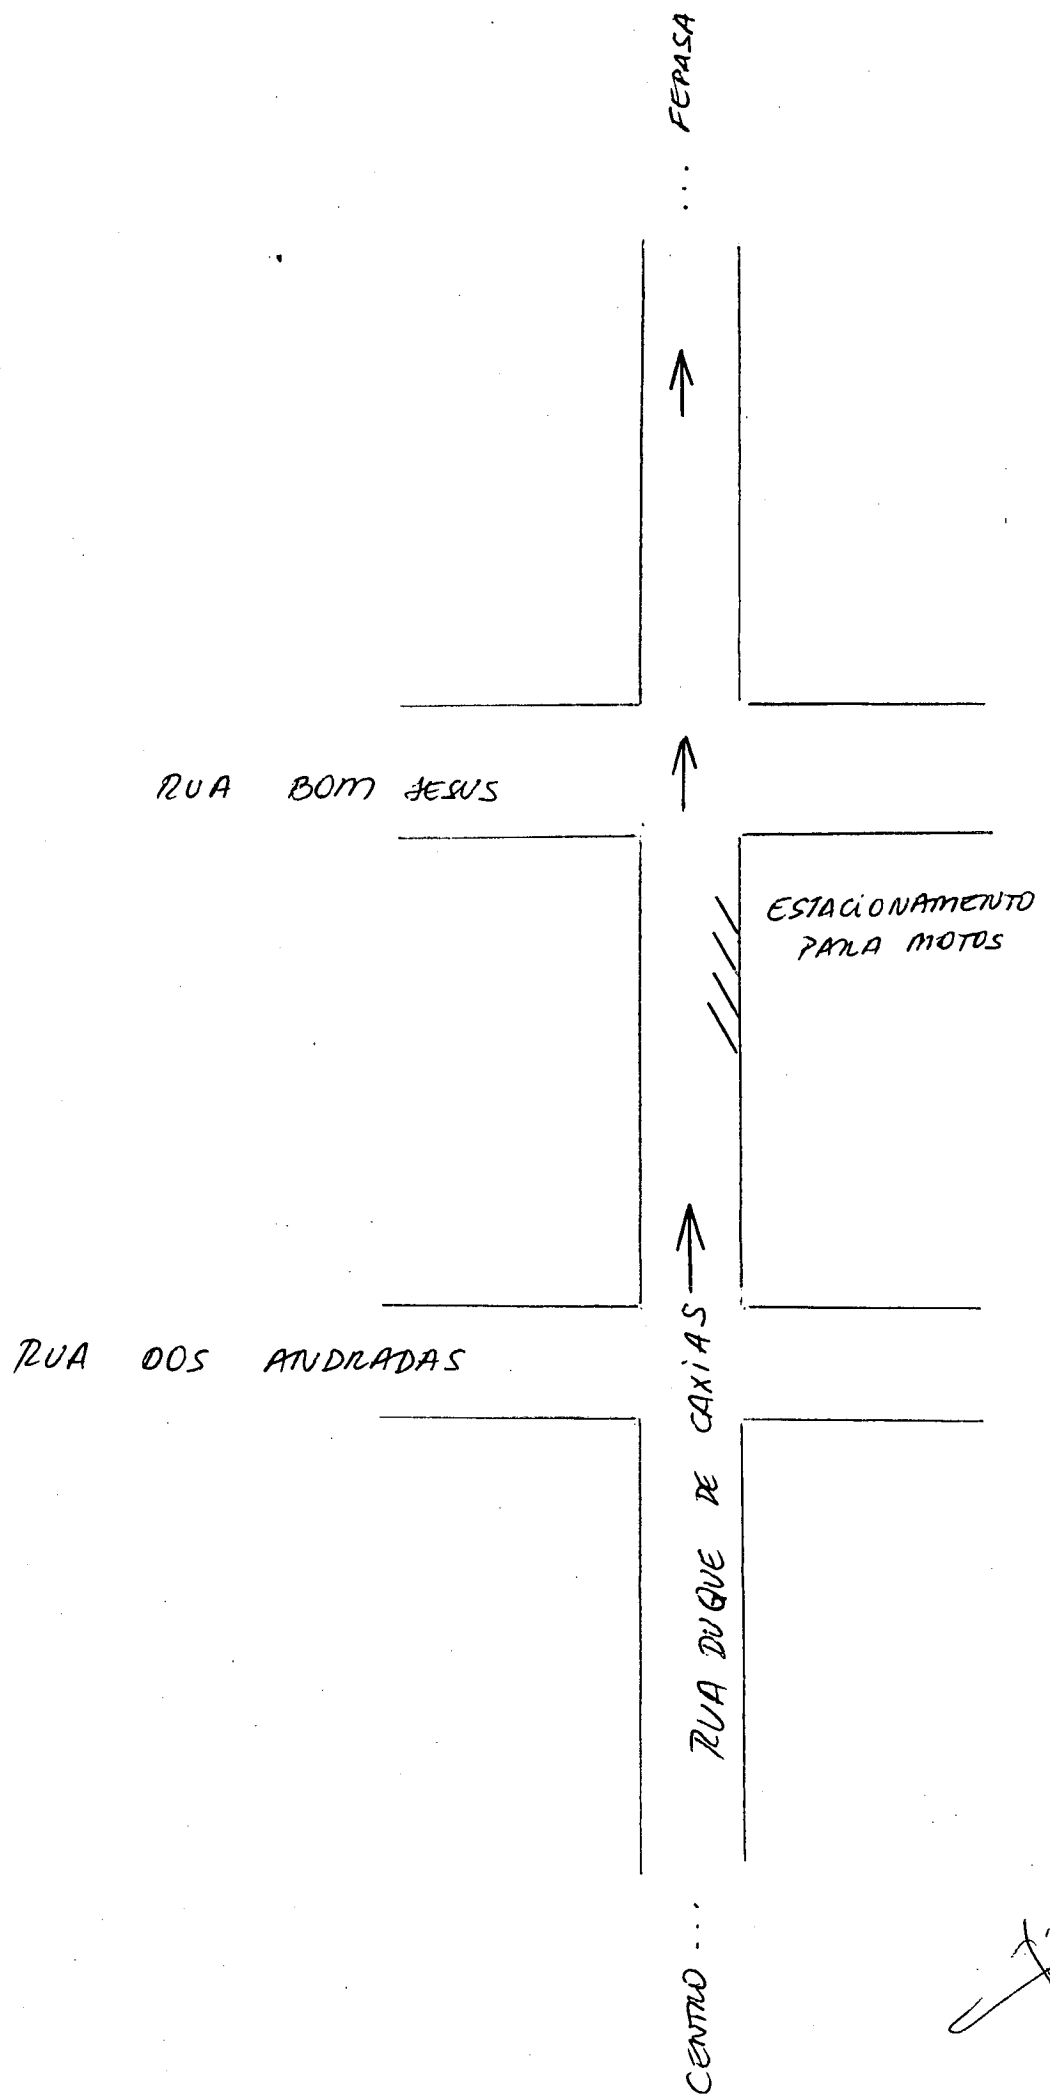 ... FEPASA
RUA BOM JESUS
ESTACIONAMENTO
PARA MOTOS
RUA DOS ANDRADAS
RUA DUQUE DE CAXIAS
CENTRO ...